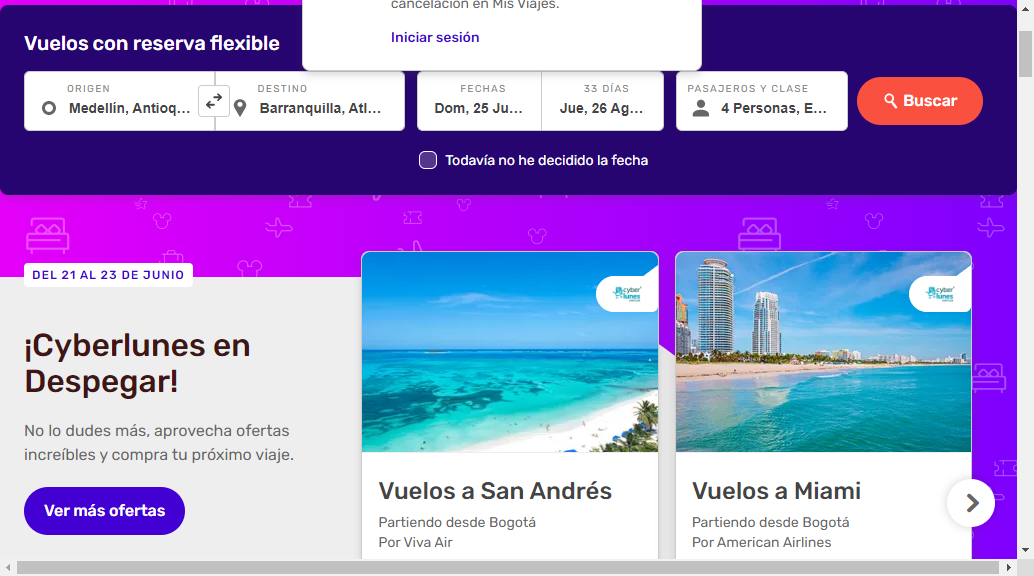 cancelación en Mis Viajes.
Iniciar sesión
Vuelos con reserva flexible
ORIGEN
Medellín, Antioq...
DESTINO
Barranquilla, Atl...
FECHAS
Dom, 25 Ju...
33 DÍAS
Jue, 26 Ag...
PASAJEROS Y CLASE
4 Personas, E...
Buscar
Todavía no he decidido la fecha
DEL 21 AL 23 DE JUNIO
¡Cyberlunes en
Despegar!
No lo dudes más, aprovecha ofertas
increíbles y compra tu próximo viaje.
Ver más ofertas
cyber
lunes
Vuelos a San Andrés
Partiendo desde Bogotá
Por Viva Air
cyber
lunes
Vuelos a Miami
Partiendo desde Bogotá
Por American Airlines